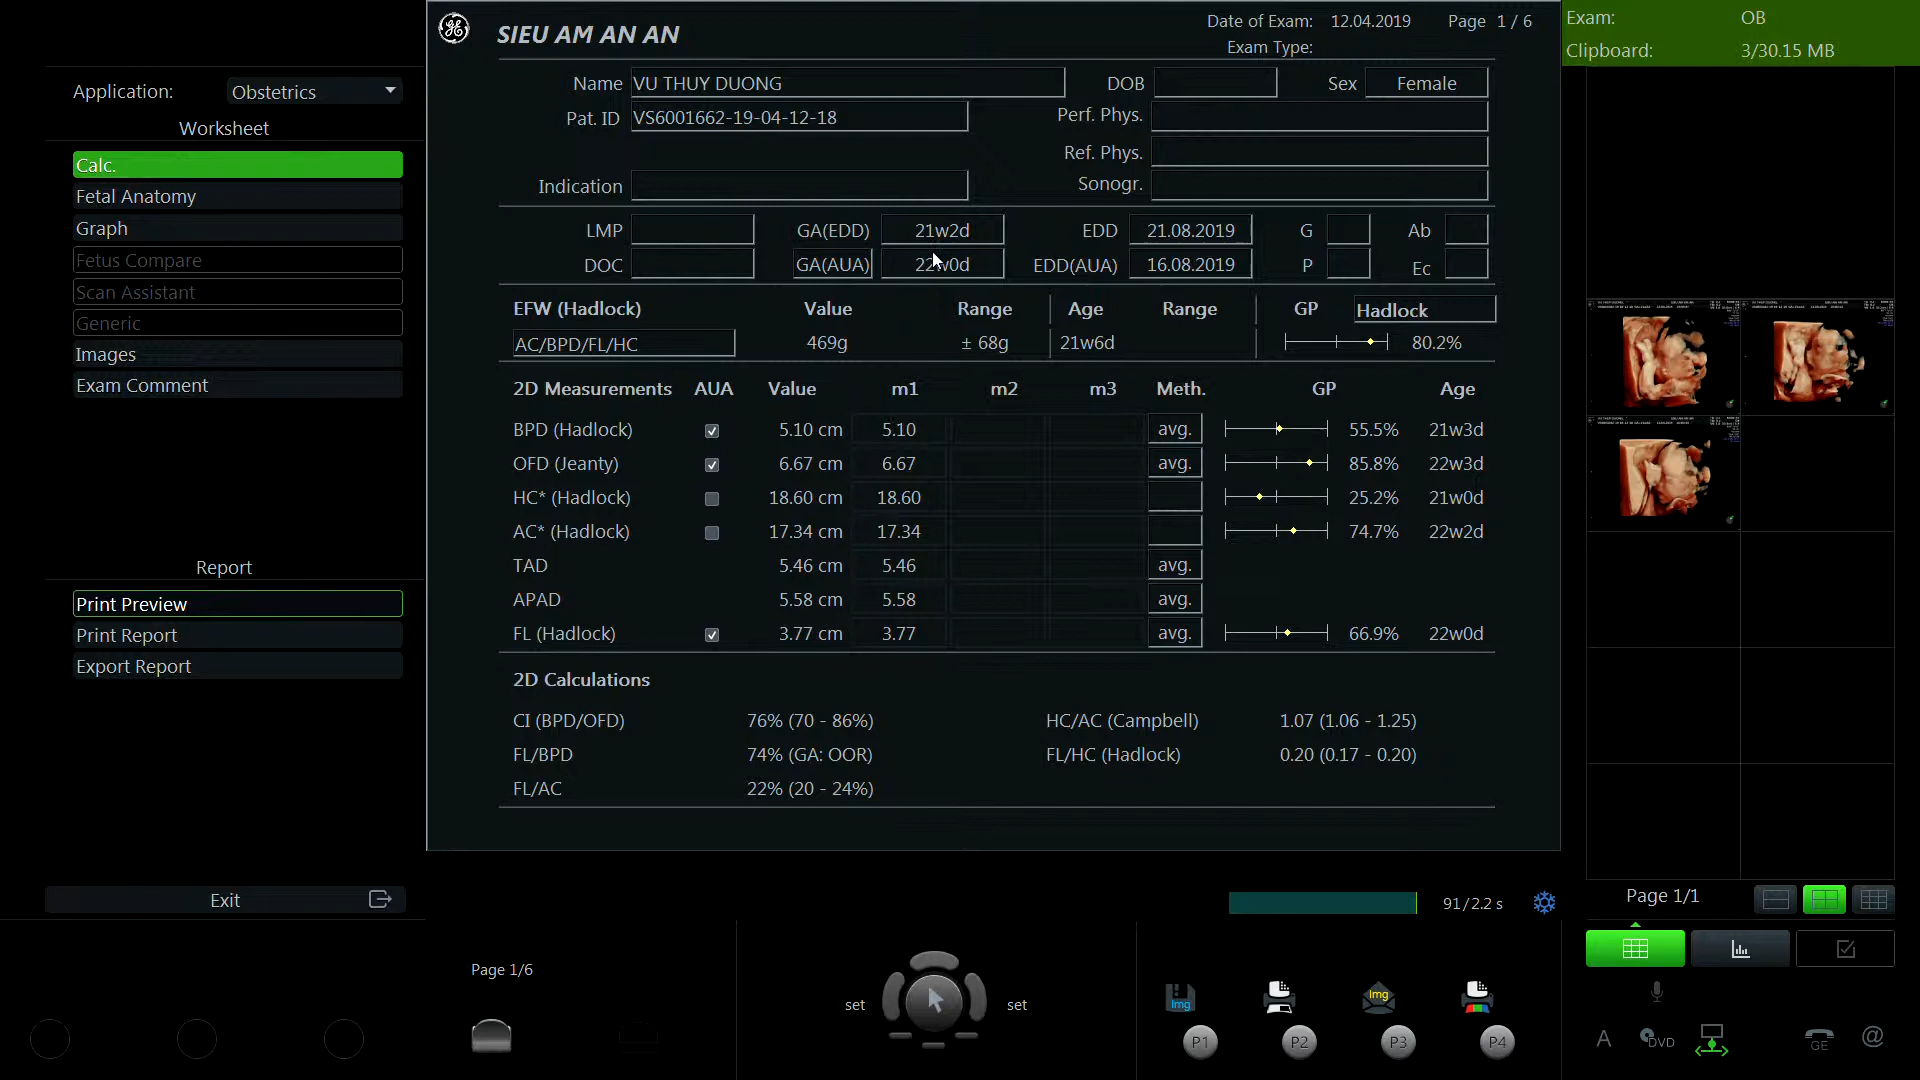 SIEU AM AN AN
Date of Exam: 12.04.2019 Page 1 / 6
Exam Type:
Exam: OB
Clipboard: 3/30.15 MB
Application: Obstetrics
Worksheet
Calc.
Fetal Anatomy
Graph
Fetus Compare
Scan Assistant
Generic
Images
Exam Comment
Report
Print Preview
Print Report
Export Report
Exit
Name VU THUY DUONG DOB Sex Female
Pat. ID VS6001662-19-04-12-18 Perf. Phys.
Ref. Phys.
Indication Sonogr.
LMP GA(EDD) 21w2d EDD 21.08.2019 G Ab
DOC GA(AUA) 22w0d EDD(AUA) 16.08.2019 P Ec
EFW (Hadlock) Value Range Age Range GP Hadlock
AC/BPD/FL/HC 469g ± 68g 21w6d 80.2%
2D Measurements AUA Value m1 m2 m3 Meth. GP Age
BPD (Hadlock) 5.10 cm 5.10 avg. 55.5% 21w3d
OFD (Jeanty) 6.67 cm 6.67 avg. 85.8% 22w3d
HC* (Hadlock) 18.60 cm 18.60 25.2% 21w0d
AC* (Hadlock) 17.34 cm 17.34 74.7% 22w2d
TAD 5.46 cm 5.46 avg.
APAD 5.58 cm 5.58 avg.
FL (Hadlock) 3.77 cm 3.77 avg. 66.9% 22w0d
2D Calculations
CI (BPD/OFD) 76% (70 - 86%) HC/AC (Campbell) 1.07 (1.06 - 1.25)
FL/BPD 74% (GA: OOR) FL/HC (Hadlock) 0.20 (0.17 - 0.20)
FL/AC 22% (20 - 24%)
91/2.2 s
Page 1/1
Page 1/6
set set
Img Img
P1 P2 P3 P4
A DVD GE @